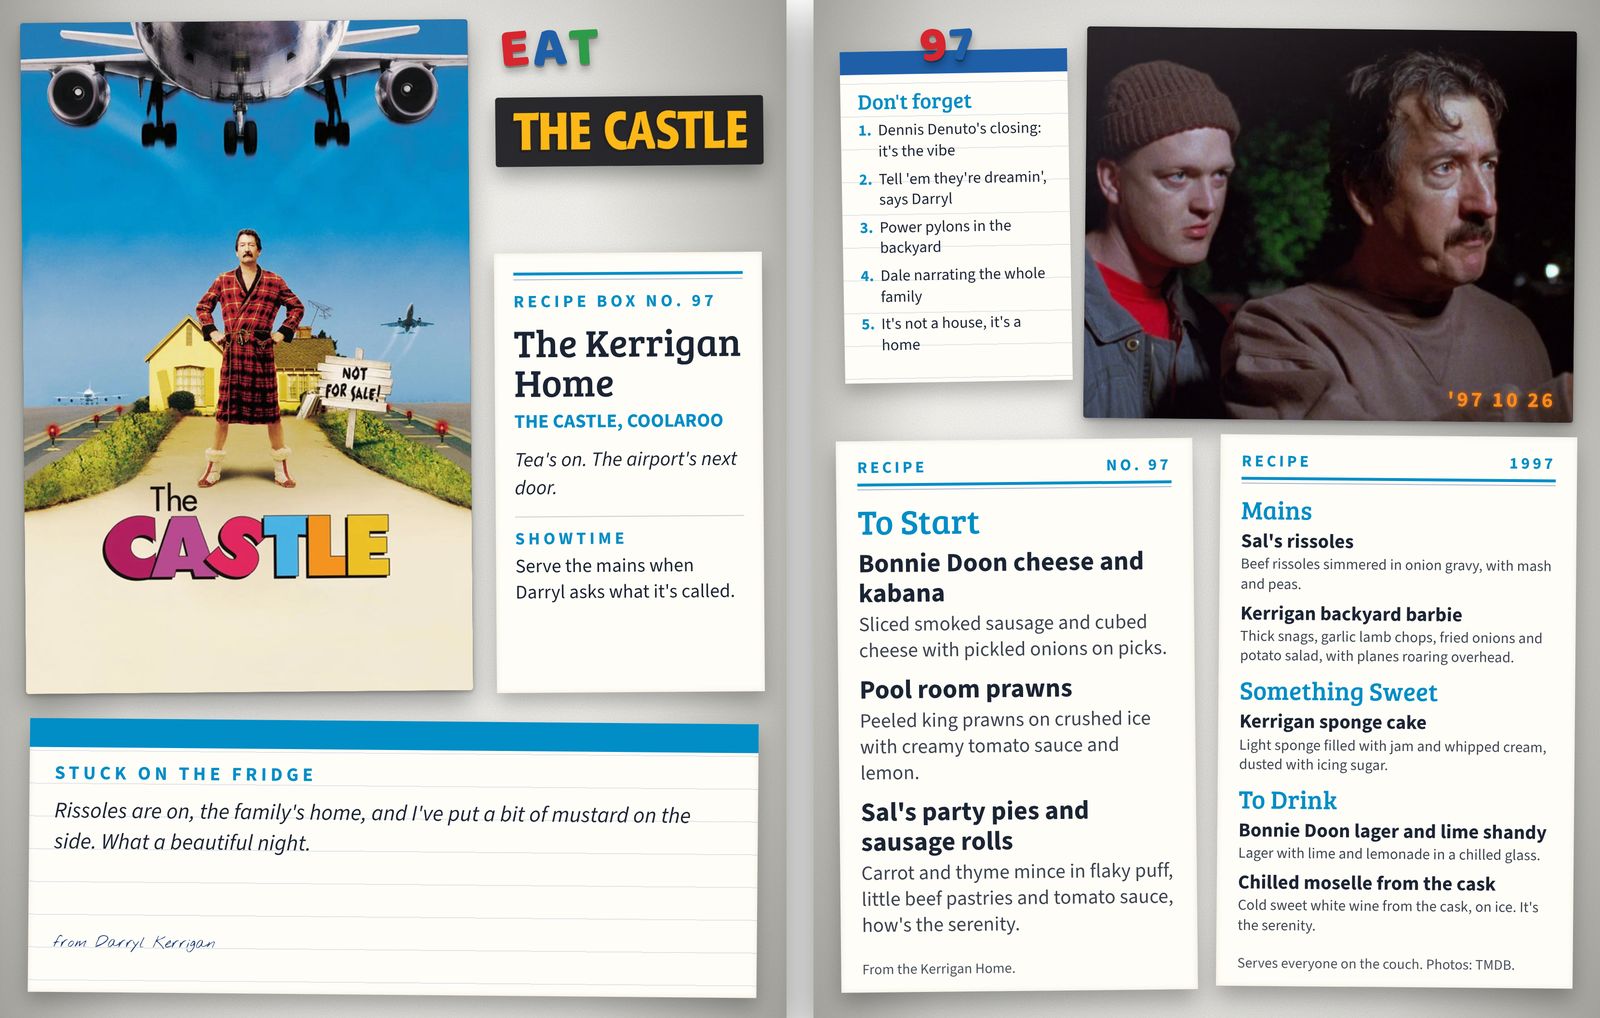 EAT
THE CASTLE
NOT
FOR SALE!
The
CASTLE
RECIPE BOX NO. 97
The Kerrigan
Home
THE CASTLE, COOLAROO
Tea's on. The airport's next
door.
SHOWTIME
Serve the mains when
Darryl asks what it's called.
STUCK ON THE FRIDGE
Rissoles are on, the family's home, and I've put a bit of mustard on the
side. What a beautiful night.
from Darryl Kerrigan
97
Don't forget
1. Dennis Denuto's closing:
it's the vibe
2. Tell 'em they're dreamin',
says Darryl
3. Power pylons in the
backyard
4. Dale narrating the whole
family
5. It's not a house, it's a
home
'97 10 26
RECIPE NO. 97
To Start
Bonnie Doon cheese and
kabana
Sliced smoked sausage and cubed
cheese with pickled onions on picks.
Pool room prawns
Peeled king prawns on crushed ice
with creamy tomato sauce and
lemon.
Sal's party pies and
sausage rolls
Carrot and thyme mince in flaky puff,
little beef pastries and tomato sauce,
how's the serenity.
From the Kerrigan Home.
RECIPE 1997
Mains
Sal's rissoles
Beef rissoles simmered in onion gravy, with mash
and peas.
Kerrigan backyard barbie
Thick snags, garlic lamb chops, fried onions and
potato salad, with planes roaring overhead.
Something Sweet
Kerrigan sponge cake
Light sponge filled with jam and whipped cream,
dusted with icing sugar.
To Drink
Bonnie Doon lager and lime shandy
Lager with lime and lemonade in a chilled glass.
Chilled moselle from the cask
Cold sweet white wine from the cask, on ice. It's
the serenity.
Serves everyone on the couch. Photos: TMDB.